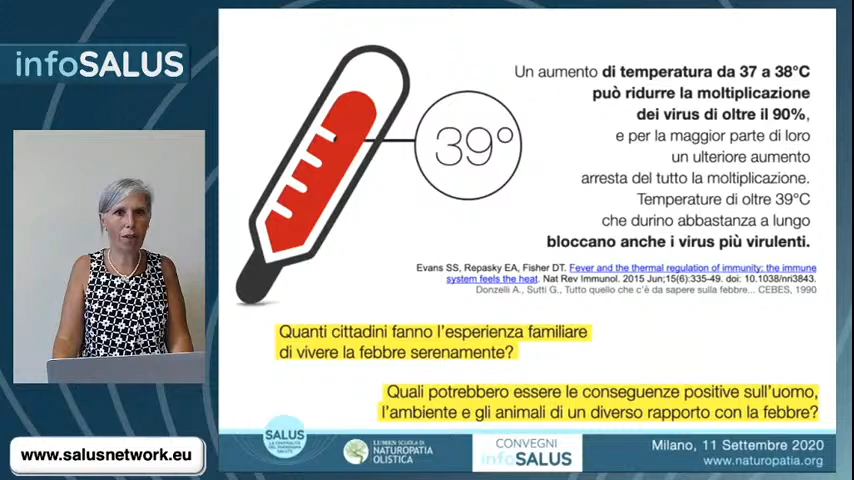 infoSALUS
Un aumento di temperatura da 37 a 38°C
può ridurre la moltiplicazione
dei virus di oltre il 90%,
e per la maggior parte di loro
un ulteriore aumento
arresta del tutto la moltiplicazione.
Temperature di oltre 39°C
che durino abbastanza a lungo
bloccano anche i virus più virulenti.
39°
Evans SS, Repasky EA, Fisher DT. Fever and the thermal regulation of immunity: the immune
system feels the heat. Nat Rev Immunol. 2015 Jun;15(6):335-49. doi: 10.1038/nri3843.
Donzelli A., Sutti G., Tutto quello che c'è da sapere sulla febbre... CEBES, 1990
Quanti cittadini fanno l'esperienza familiare
di vivere la febbre serenamente?
Quali potrebbero essere le conseguenze positive sull'uomo,
l'ambiente e gli animali di un diverso rapporto con la febbre?
www.salusnetwork.eu
SALUS
LUMEN SCUOLA DI
NATUROPATIA
OLISTICA
CONVEGNI
infoSALUS
Milano, 11 Settembre 2020
www.naturopatia.org